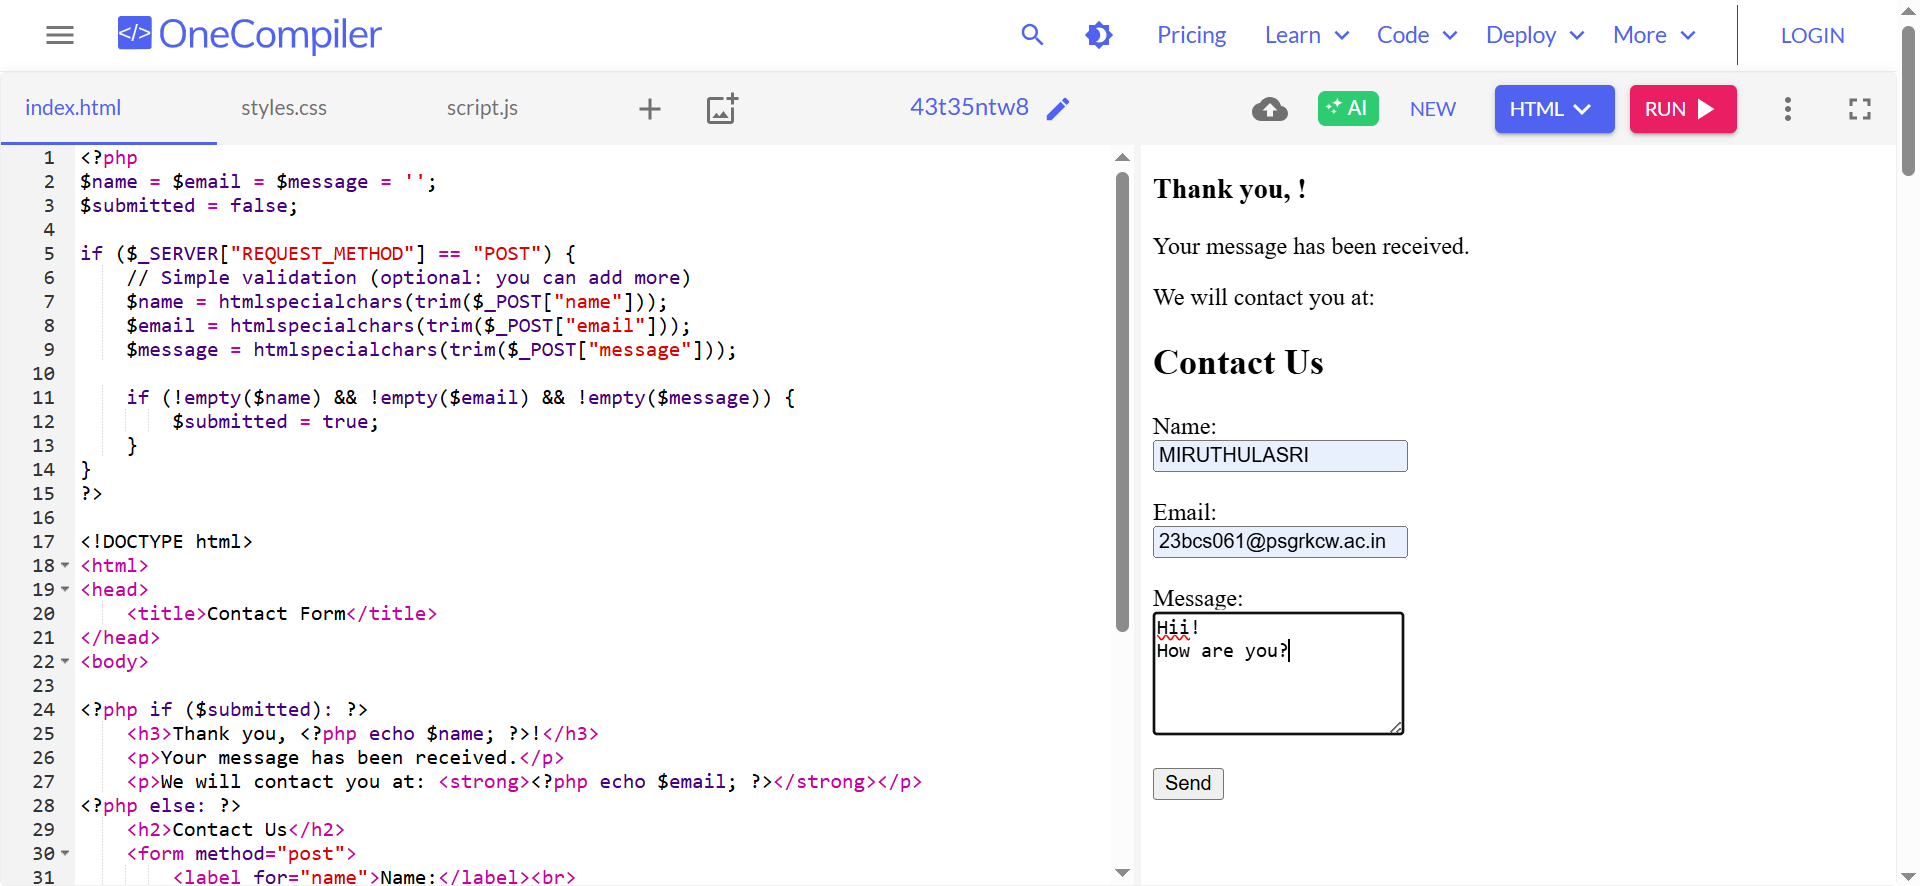 </> OneCompiler
Pricing Learn Code Deploy More LOGIN
index.html styles.css script.js 43t35ntw8 AI NEW HTML RUN
1 <?php
2 $name = $email = $message = '';
3 $submitted = false;
4
5 if ($_SERVER["REQUEST_METHOD"] == "POST") {
6     // Simple validation (optional: you can add more)
7     $name = htmlspecialchars(trim($_POST["name"]));
8     $email = htmlspecialchars(trim($_POST["email"]));
9     $message = htmlspecialchars(trim($_POST["message"]));
10
11     if (!empty($name) && !empty($email) && !empty($message)) {
12         $submitted = true;
13     }
14 }
15 ?>
16
17 <!DOCTYPE html>
18 <html>
19 <head>
20     <title>Contact Form</title>
21 </head>
22 <body>
23
24 <?php if ($submitted): ?>
25     <h3>Thank you, <?php echo $name; ?>!</h3>
26     <p>Your message has been received.</p>
27     <p>We will contact you at: <strong><?php echo $email; ?></strong></p>
28 <?php else: ?>
29     <h2>Contact Us</h2>
30     <form method="post">
31         <label for="name">Name:</label><br>
Thank you, !
Your message has been received.
We will contact you at:
Contact Us
Name:
MIRUTHULASRI
Email:
23bcs061@psgrkcw.ac.in
Message:
Hii!
How are you?
Send